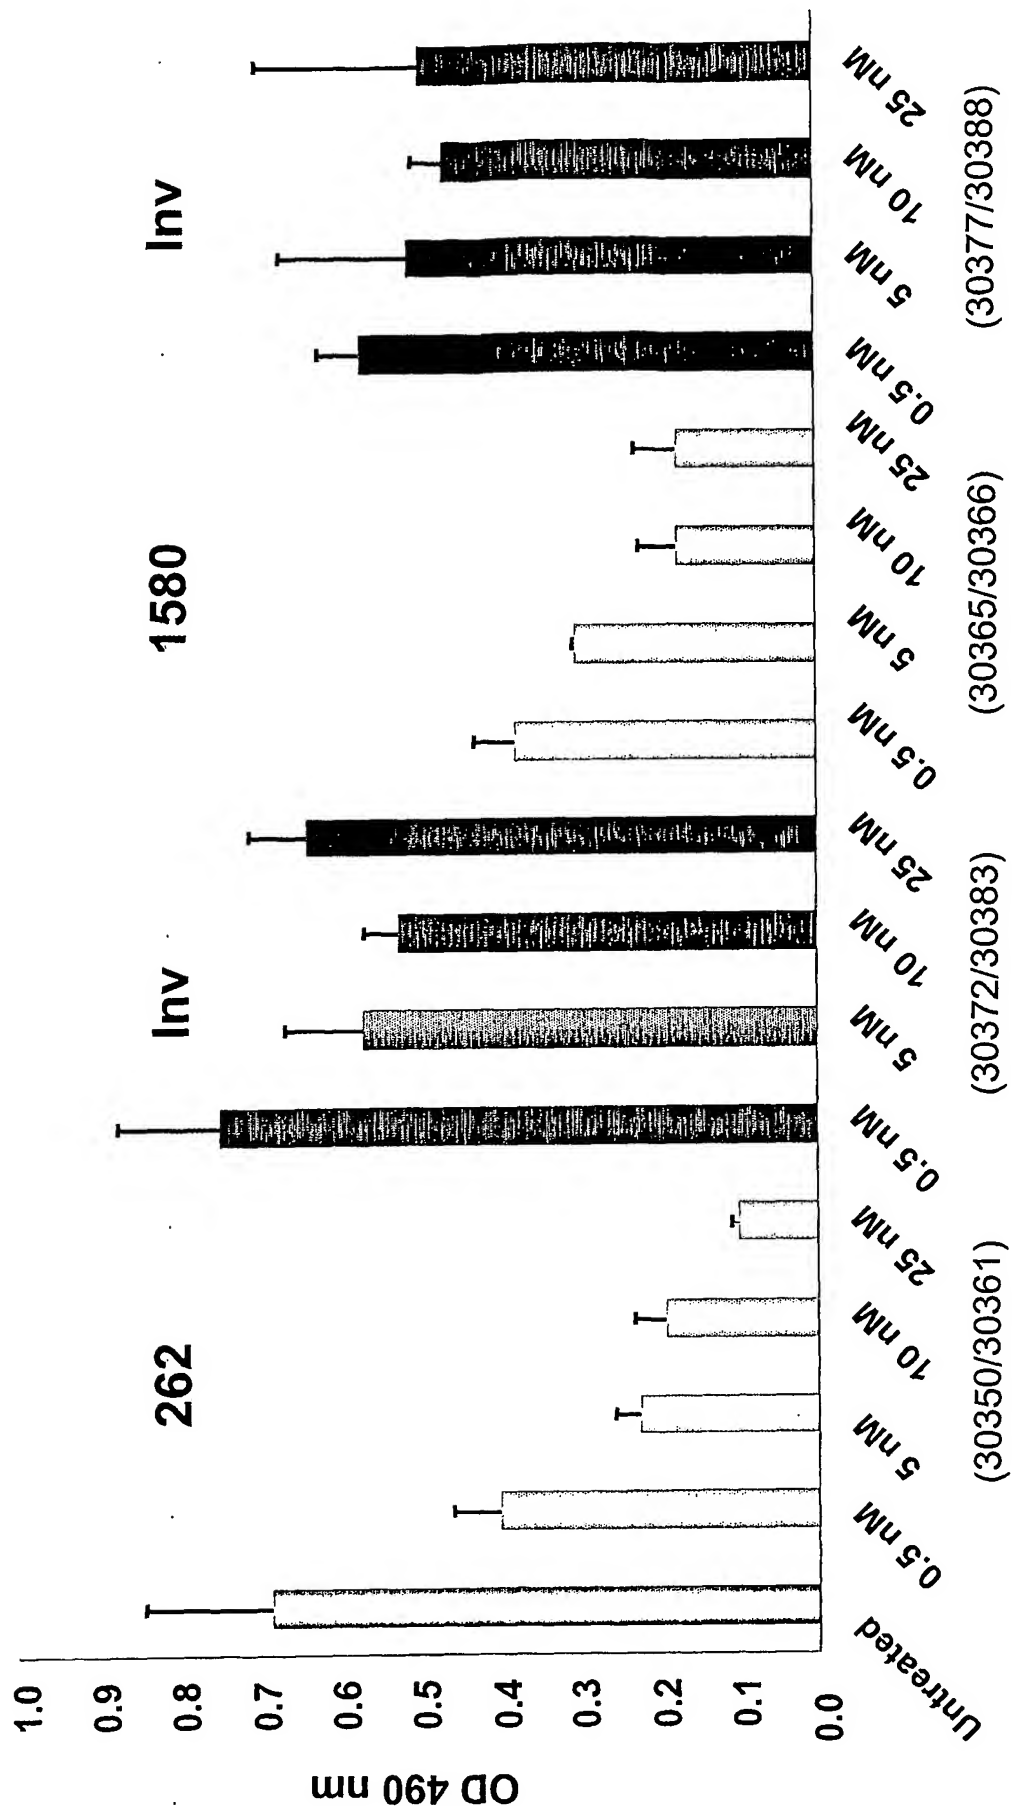 262
Inv
1580
Inv
OD 490 nm
1.0
0.9
0.8
0.7
0.6
0.5
0.4
0.3
0.2
0.1
0.0
Untreated
0.5 nM
5 nM
10 nM
25 nM
0.5 nM
5 nM
10 nM
25 nM
0.5 nM
5 nM
10 nM
25 nM
0.5 nM
5 nM
10 nM
25 nM
(30350/30361)
(30372/30383)
(30365/30366)
(30377/30388)